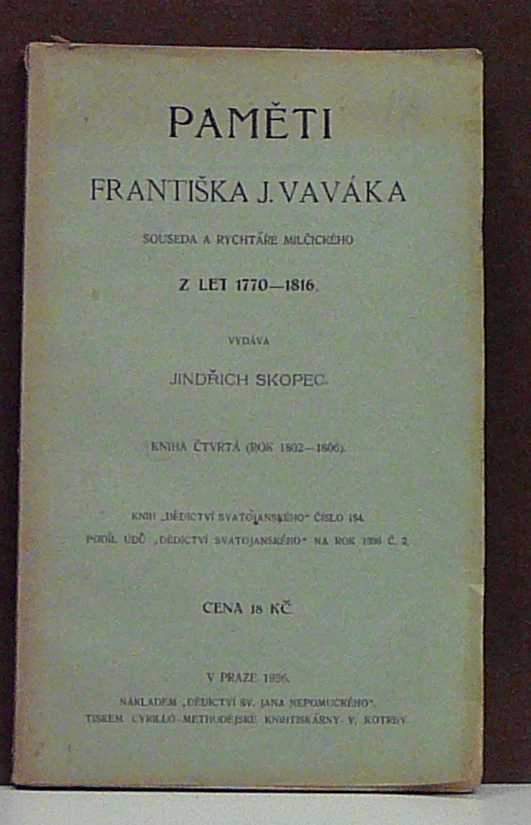 PAMĚTI
FRANTIŠKA J. VAVÁKA
SOUSEDA A RYCHTÁŘE MILČICKÉHO
Z LET 1770—1816.
VYDÁVÁ
JINDŘICH SKOPEC.
KNIHA ČTVRTÁ (ROK 1802—1806).
KNIH „DĚDICTVÍ SVATOJANSKÉHO“ ČÍSLO 154.
PODÍL ÚDŮ „DĚDICTVÍ SVATOJANSKÉHO“ NA ROK Č. 2.
CENA 18 KČ.
V PRAZE
NÁKLADEM „DĚDICTVÍ SV. JANA NEPOMUCKÉHO“.
TISKEM CYRILLO-METHODĚJSKÉ KNIHTISKÁRNY V. KOTRBY